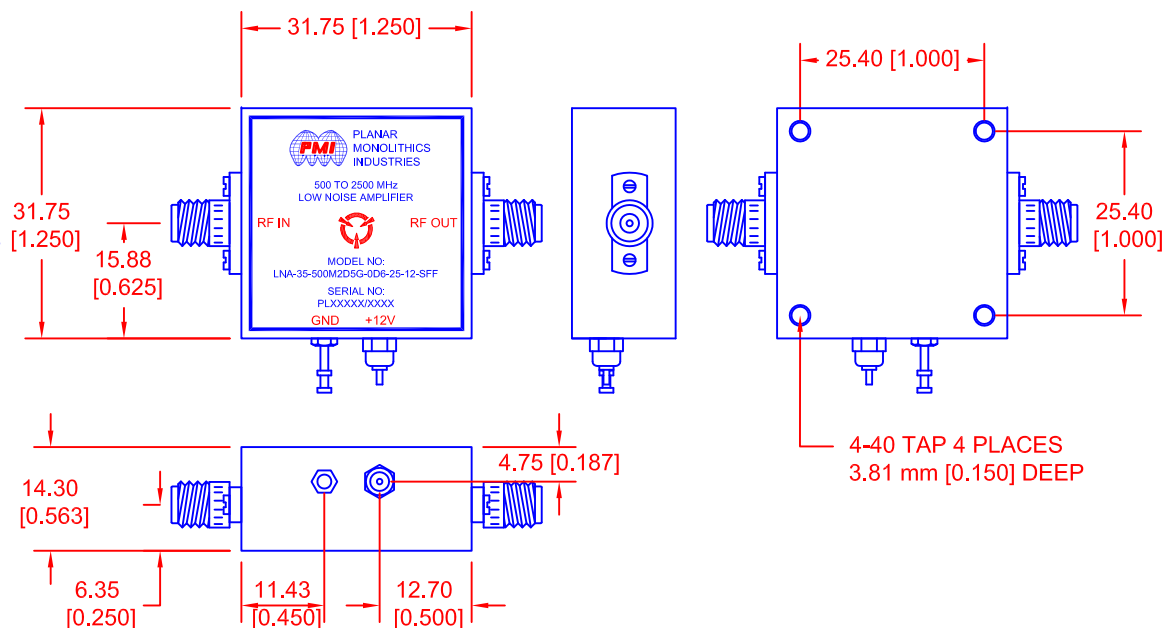 31.75 [1.250]
25.40 [1.000]
PMI
PLANAR
MONOLITHICS
INDUSTRIES
500 TO 2500 MHz
LOW NOISE AMPLIFIER
RF IN
RF OUT
MODEL NO:
LNA-35-500M2D5G-0D6-25-12-SFF
SERIAL NO:
PLXXXXX/XXXX
GND
+12V
31.75
[1.250]
15.88
[0.625]
25.40
[1.000]
4-40 TAP 4 PLACES
3.81 mm [0.150] DEEP
4.75 [0.187]
14.30
[0.563]
6.35
[0.250]
11.43
[0.450]
12.70
[0.500]